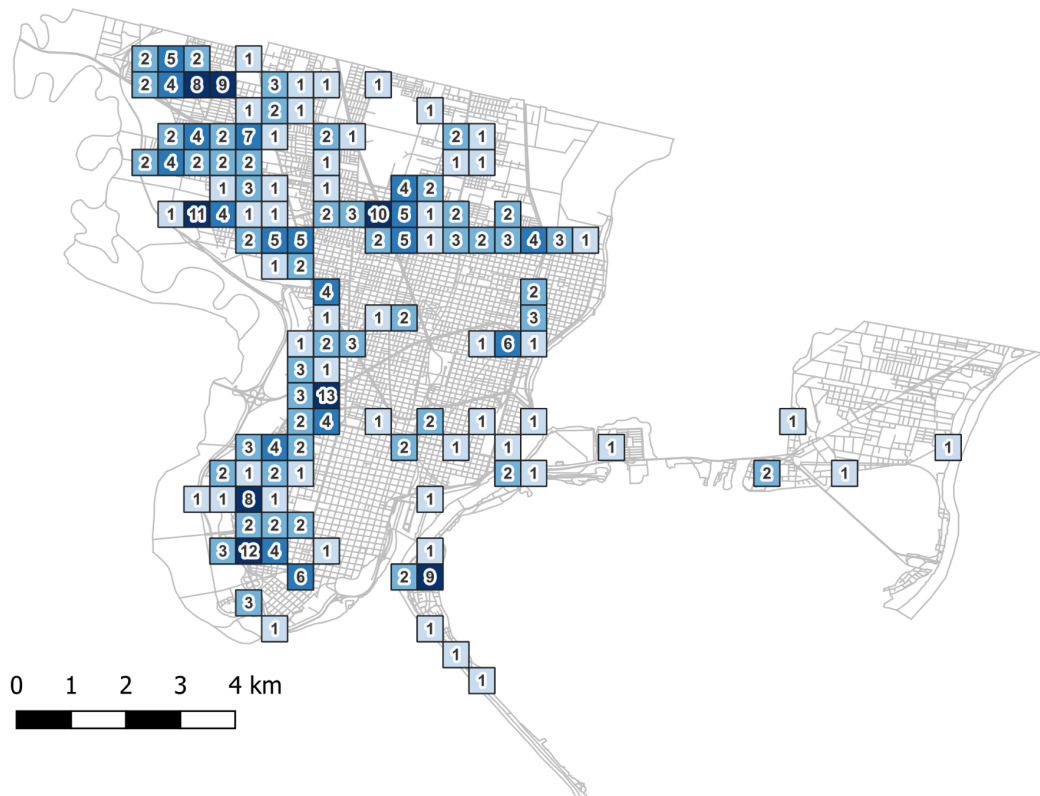 2 5 2 1
2 4 8 9 3 1 1 1
1 2 1 1
2 4 2 7 1 2 1 2 1
2 4 2 2 2 1 1 1
1 3 1 1 4 2
1 11 4 1 1 2 3 10 5 1 2 2
2 5 5 2 5 1 3 2 3 4 3 1
1 2
4 2
1 1 2 3
1 2 3 1 6 1
3 1
3 13
2 4 1 2 1 1 1
3 4 2 2 1 1 1 1
2 1 2 1 2 1 2 1
1 1 8 1 1
2 2 2
3 12 4 1 1
6 2 9
3
1 1
1
0 1 2 3 4 km
1